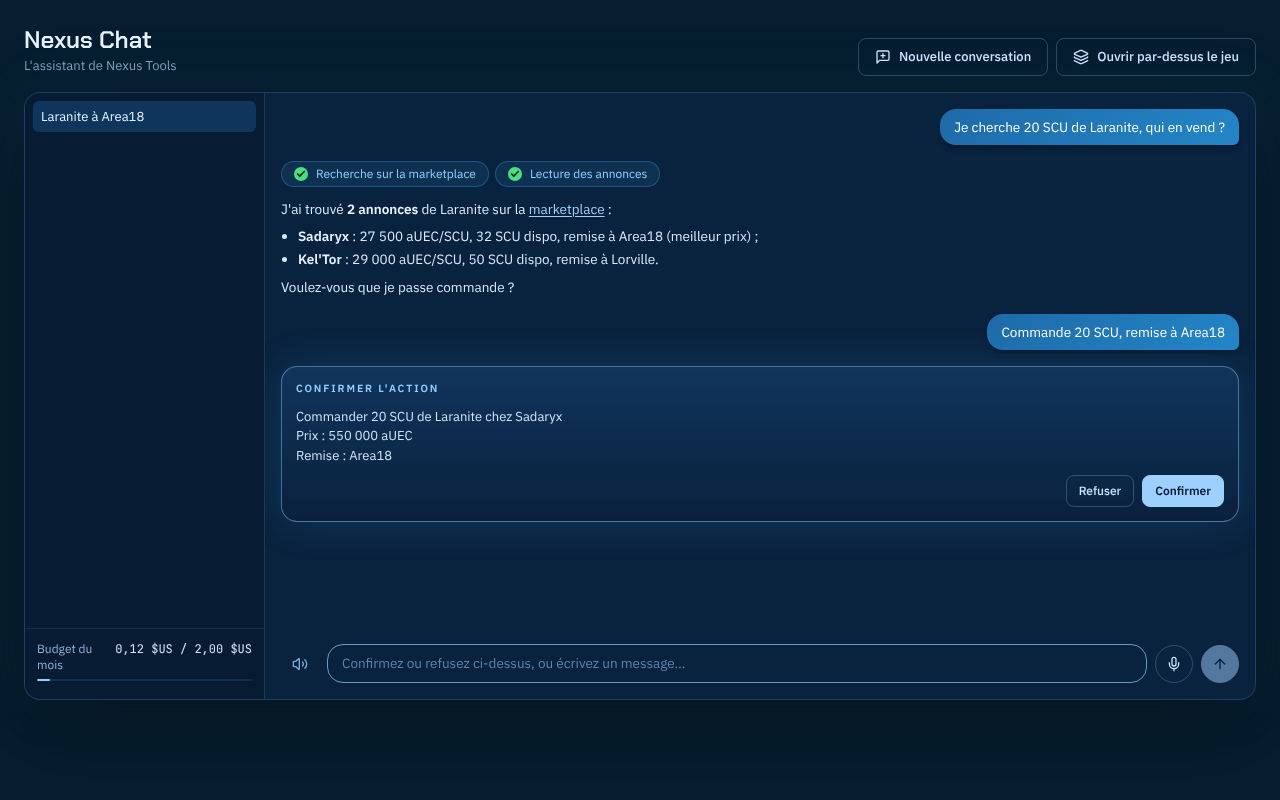 Nexus Chat
L'assistant de Nexus Tools
Nouvelle conversation
Ouvrir par-dessus le jeu
Laranite à Area18
Je cherche 20 SCU de Laranite, qui en vend ?
Recherche sur la marketplace
Lecture des annonces
J'ai trouvé 2 annonces de Laranite sur la marketplace :
• Sadaryx : 27 500 aUEC/SCU, 32 SCU dispo, remise à Area18 (meilleur prix) ;
• Kel'Tor : 29 000 aUEC/SCU, 50 SCU dispo, remise à Lorville.
Voulez-vous que je passe commande ?
Commande 20 SCU, remise à Area18
CONFIRMER L'ACTION
Commander 20 SCU de Laranite chez Sadaryx
Prix : 550 000 aUEC
Remise : Area18
Refuser
Confirmer
Budget du mois
0,12 $US / 2,00 $US
Confirmez ou refusez ci-dessus, ou écrivez un message...